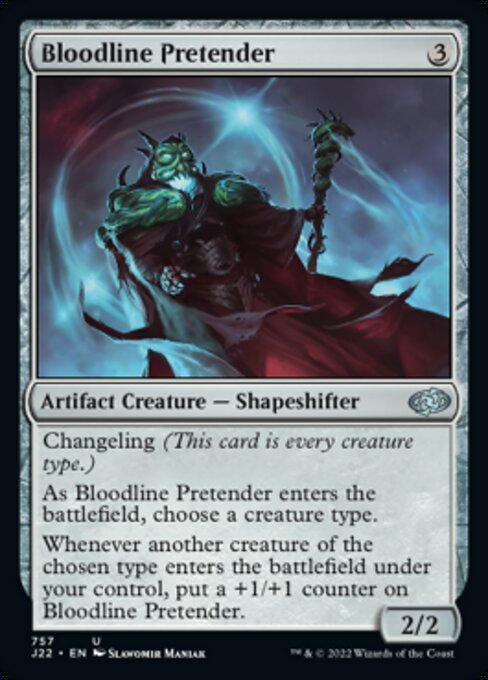 Bloodline Pretender 3
Artifact Creature — Shapeshifter
Changeling (This card is every creature
type.)
As Bloodline Pretender enters the
battlefield, choose a creature type.
Whenever another creature of the
chosen type enters the battlefield under
your control, put a +1/+1 counter on
Bloodline Pretender.
2/2
757 U
J22 • EN Slawomir Maniak
™ & © 2022 Wizards of the Coast